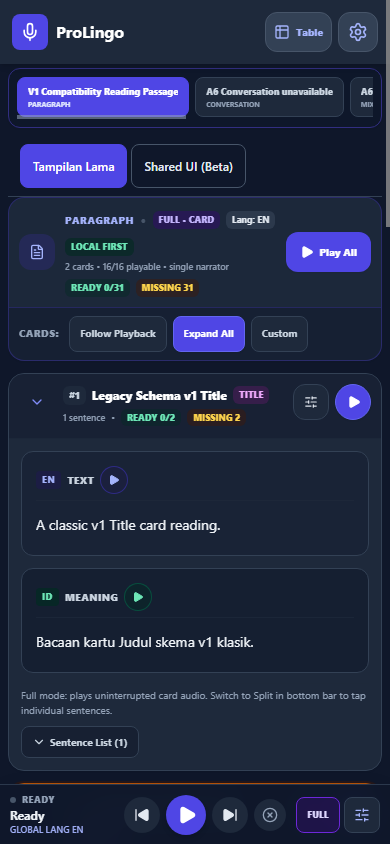 ProLingo
Table
V1 Compatibility Reading Passage
PARAGRAPH
A6 Conversation unavailable
CONVERSATION
A6
Tampilan Lama
Shared UI (Beta)
PARAGRAPH • FULL - CARD Lang: EN
LOCAL FIRST
2 cards • 16/16 playable • single narrator
READY 0/31 MISSING 31
Play All
CARDS: Follow Playback Expand All Custom
#1 Legacy Schema v1 Title TITLE
1 sentence • READY 0/2 MISSING 2
EN TEXT
A classic v1 Title card reading.
ID MEANING
Bacaan kartu Judul skema v1 klasik.
Full mode: plays uninterrupted card audio. Switch to Split in bottom bar to tap
individual sentences.
Sentence List (1)
READY
Ready
GLOBAL LANG EN
FULL